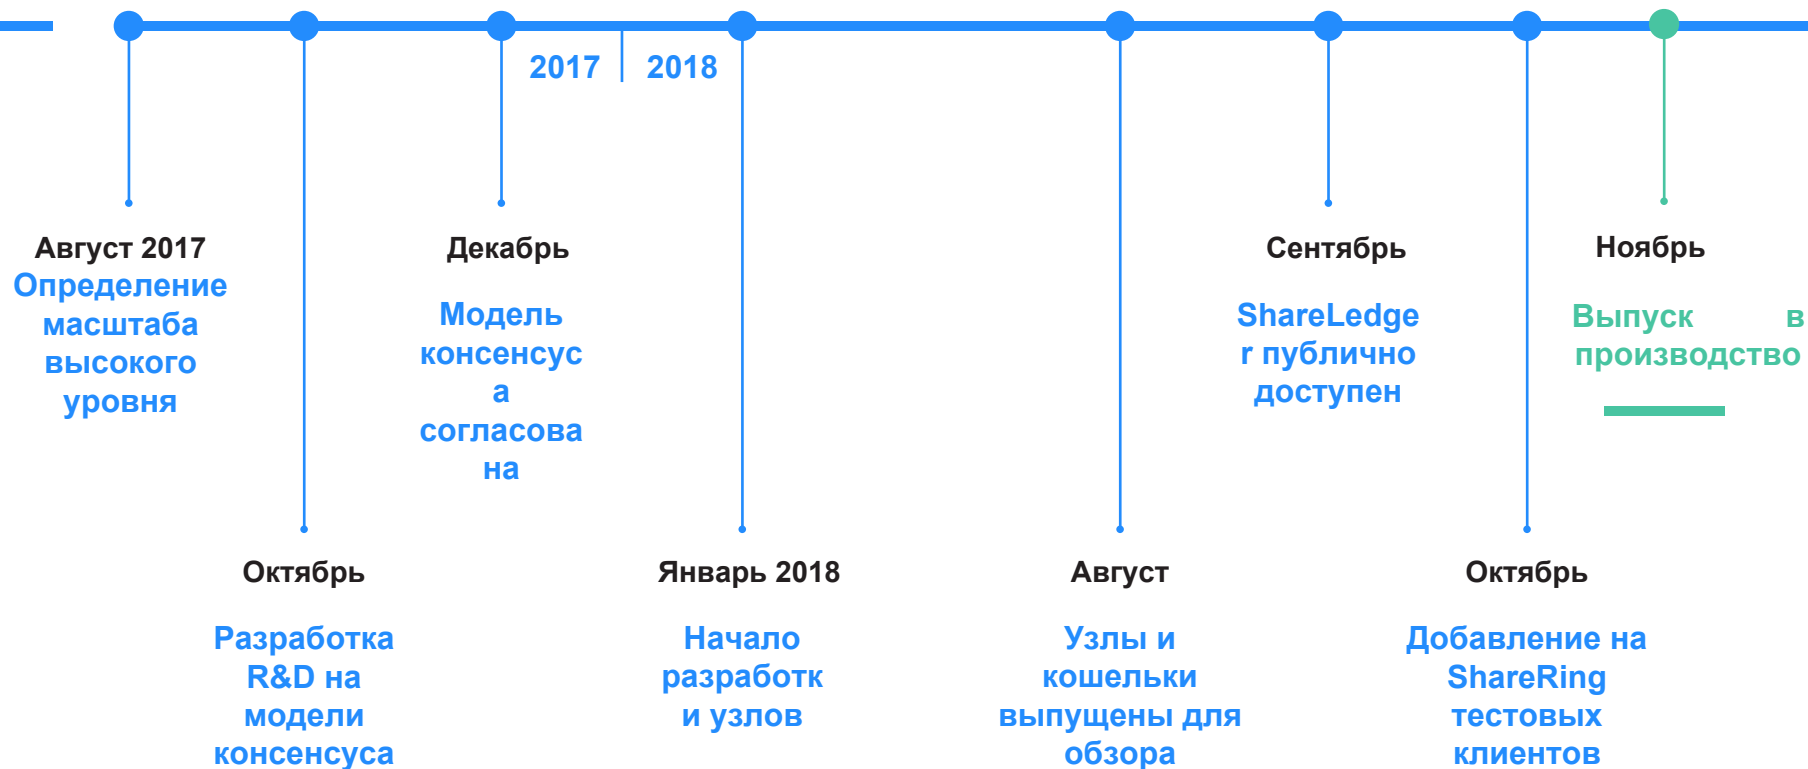 2017
2018
Август 2017
Определение
масштаба
высокого
уровня
Октябрь
Разработка
R&D на
модели
консенсуса
Декабрь
Модель
консенсус
а
согласова
на
Январь 2018
Начало
разработк
и узлов
Август
Узлы и
кошельки
выпущены для
обзора
Сентябрь
ShareLedge
r публично
доступен
Октябрь
Добавление на
ShareRing
тестовых
клиентов
Ноябрь
Выпуск в
производство